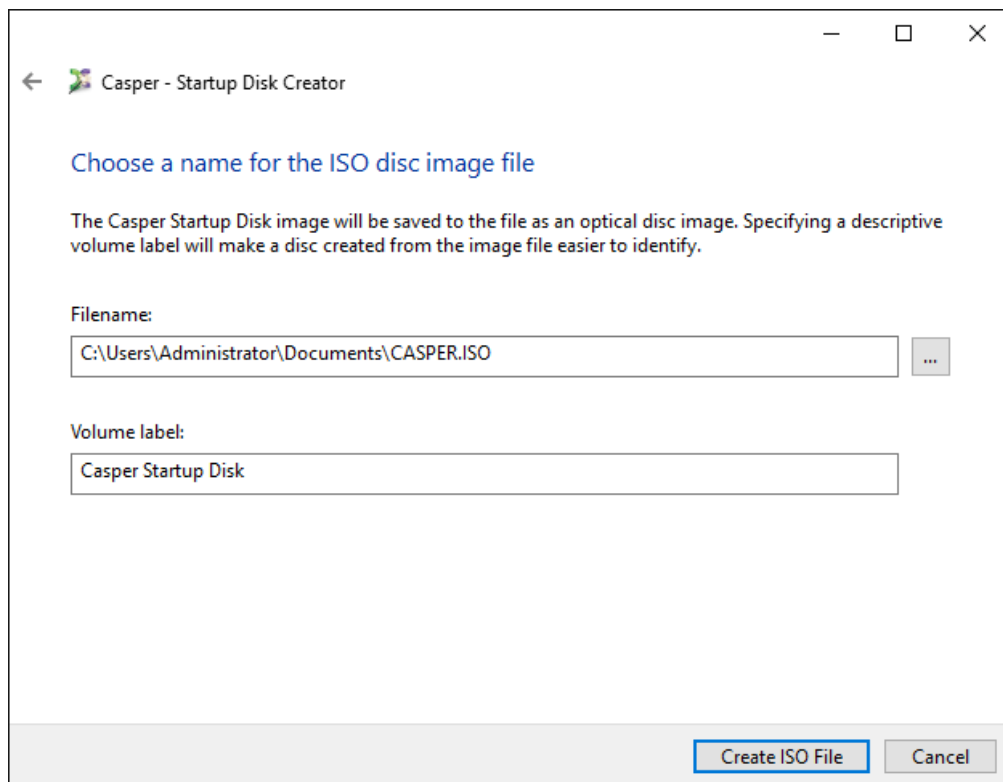 Casper - Startup Disk Creator
Choose a name for the ISO disc image file
The Casper Startup Disk image will be saved to the file as an optical disc image. Specifying a descriptive
volume label will make a disc created from the image file easier to identify.
Filename:
C:\Users\Administrator\Documents\CASPER.ISO
...
Volume label:
Casper Startup Disk
Create ISO File
Cancel